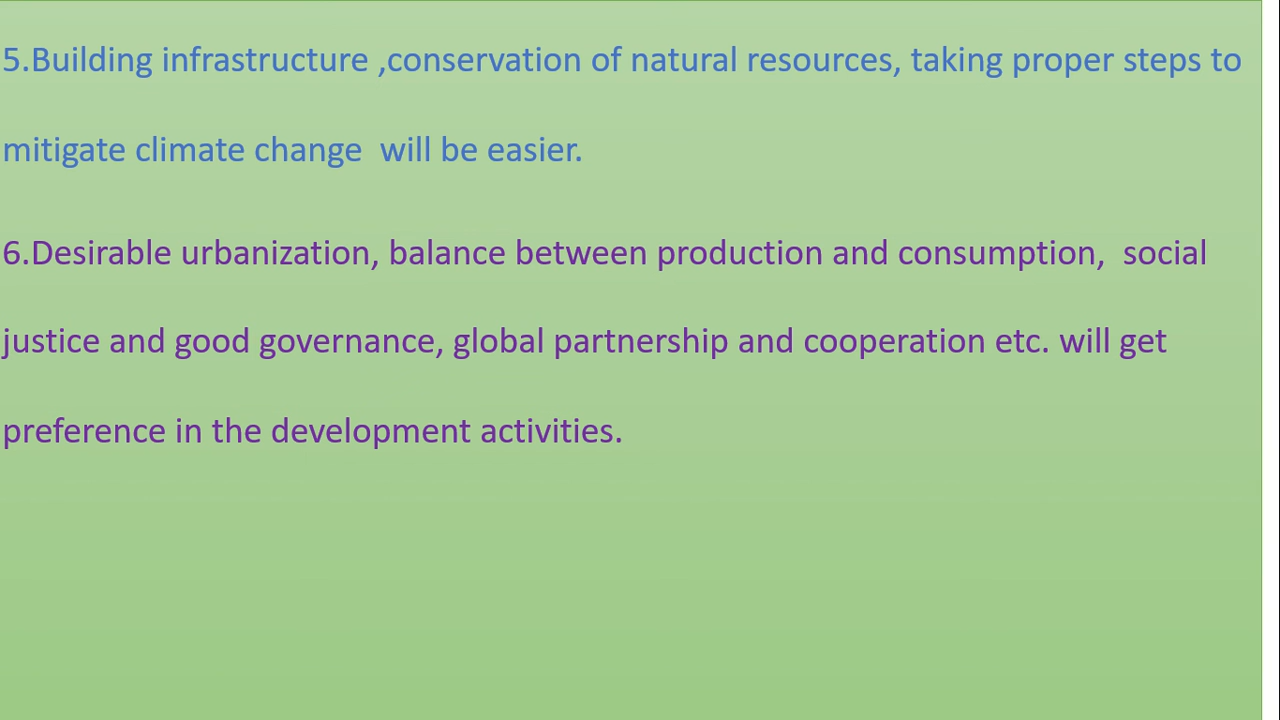 5.Building infrastructure ,conservation of natural resources, taking proper steps to
mitigate climate change  will be easier.
6.Desirable urbanization, balance between production and consumption,  social
justice and good governance, global partnership and cooperation etc. will get
preference in the development activities.